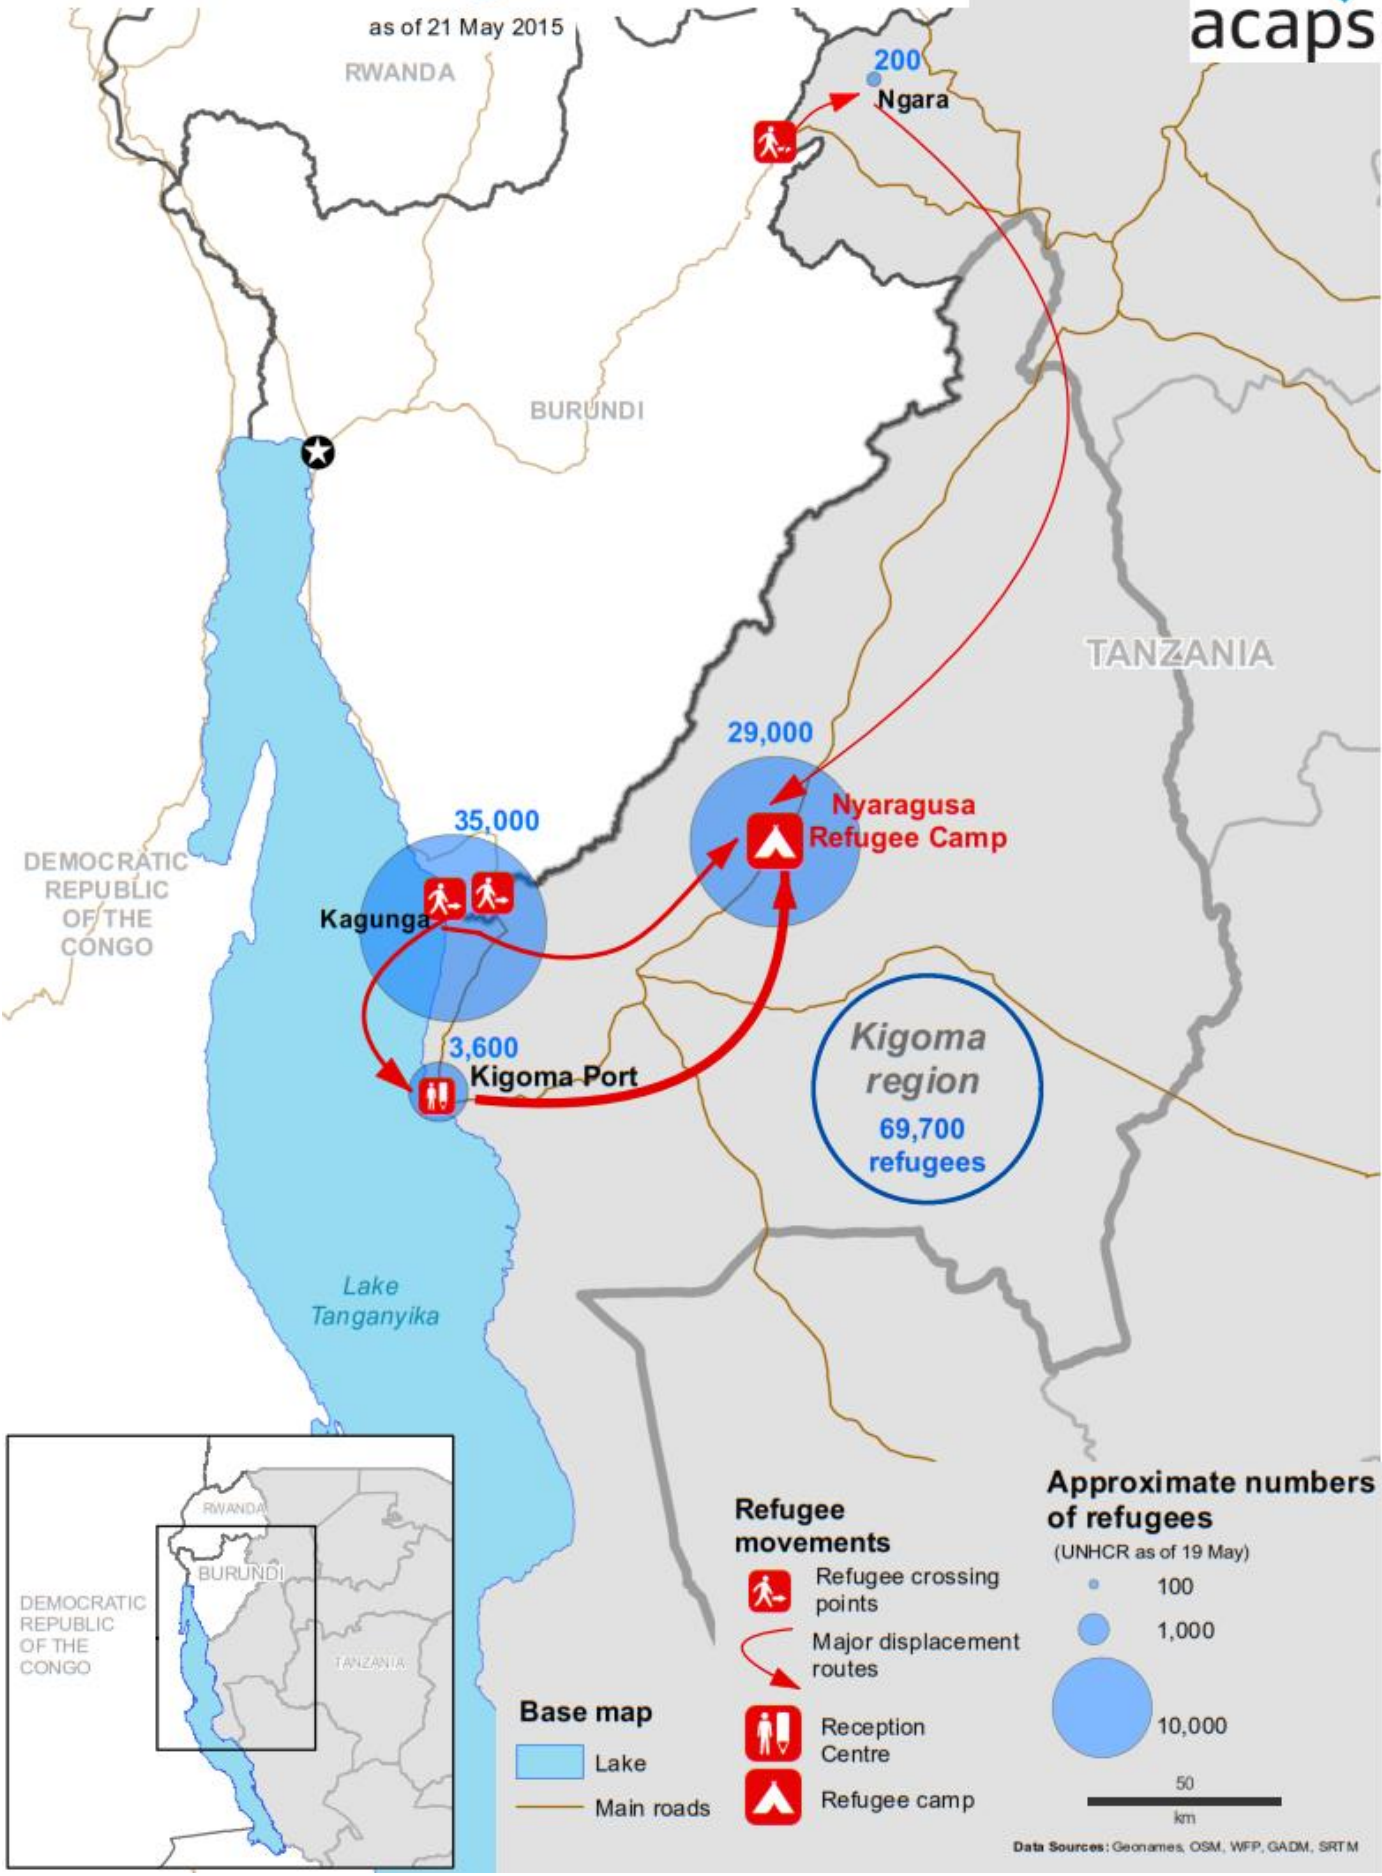 as of 21 May 2015
acaps
RWANDA
200
Ngara
BURUNDI
TANZANIA
29,000
Nyaragusa
Refugee Camp
35,000
Kagunga
DEMOCRATIC
REPUBLIC
OF THE
CONGO
3,600
Kigoma Port
Kigoma
region
69,700
refugees
Lake
Tanganyika
RWANDA
BURUNDI
DEMOCRATIC
REPUBLIC
OF THE
CONGO
TANZANIA
Base map
Lake
Main roads
Refugee
movements
Refugee crossing
points
Major displacement
routes
Reception
Centre
Refugee camp
Approximate numbers
of refugees
(UNHCR as of 19 May)
100
1,000
10,000
50
km
Data Sources: Geonames, OSM, WFP, GADM, SRTM